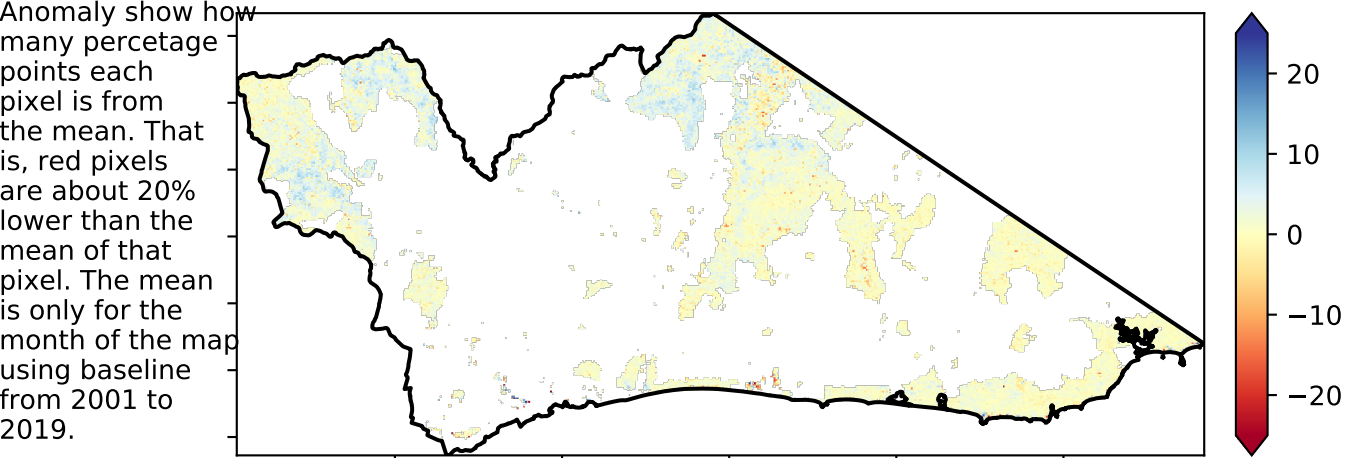 Anomaly show how
many percetage
points each
pixel is from
the mean. That
is, red pixels
are about 20%
lower than the
mean of that
pixel. The mean
is only for the
month of the map
using baseline
from 2001 to
2019.
20
10
0
−10
−20